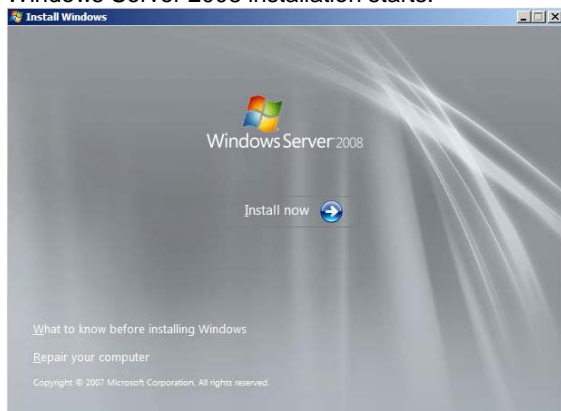 Windows Server 2008 installation starts.
Install Windows
Windows Server 2008
Install now
What to know before installing Windows
Repair your computer
Copyright © 2007 Microsoft Corporation. All rights reserved.